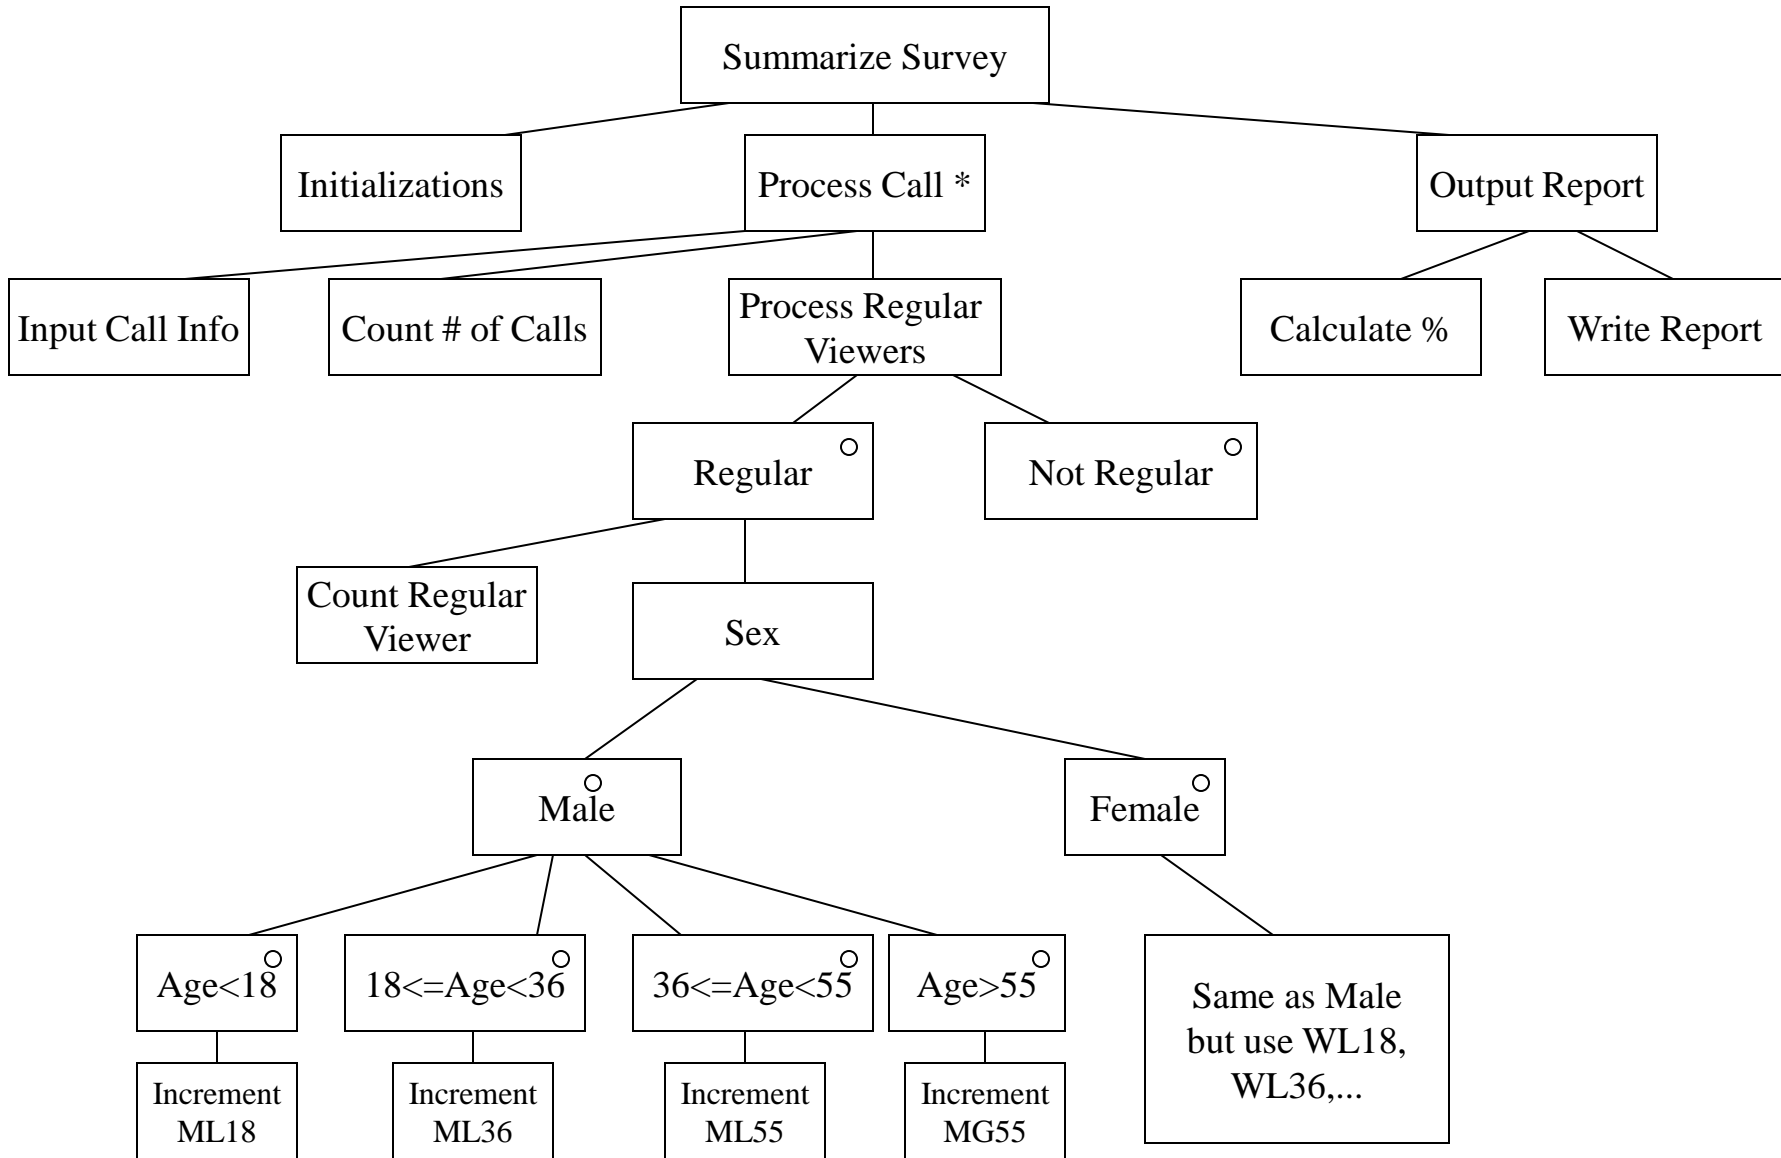 Summarize Survey
Initializations
Process Call *
Output Report
Input Call Info
Count # of Calls
Process Regular
Viewers
Calculate %
Write Report
Regular
Not Regular
Count Regular
Viewer
Sex
Male
Female
Age<18
18<=Age<36
36<=Age<55
Age>55
Same as Male
but use WL18,
WL36,...
Increment
ML18
Increment
ML36
Increment
ML55
Increment
MG55